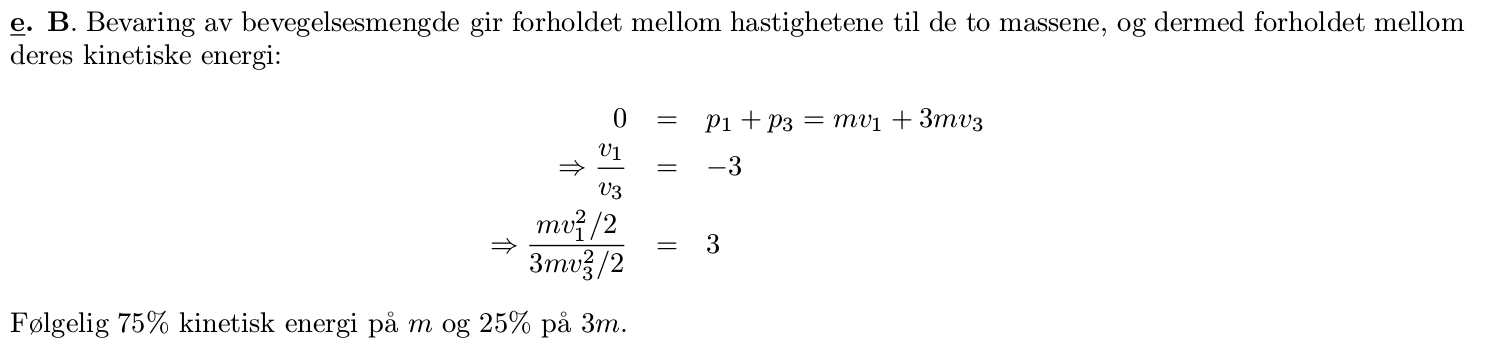 e. B. Bevaring av bevegelsesmengde gir forholdet mellom hastighetene til de to massene, og dermed forholdet mellom
deres kinetiske energi:
0 = p₁ + p₃ = mv₁ + 3mv₃
⇒ v₁/v₃ = −3
⇒ (mv₁²/2)/(3mv₃²/2) = 3
Følgelig 75% kinetisk energi på m og 25% på 3m.